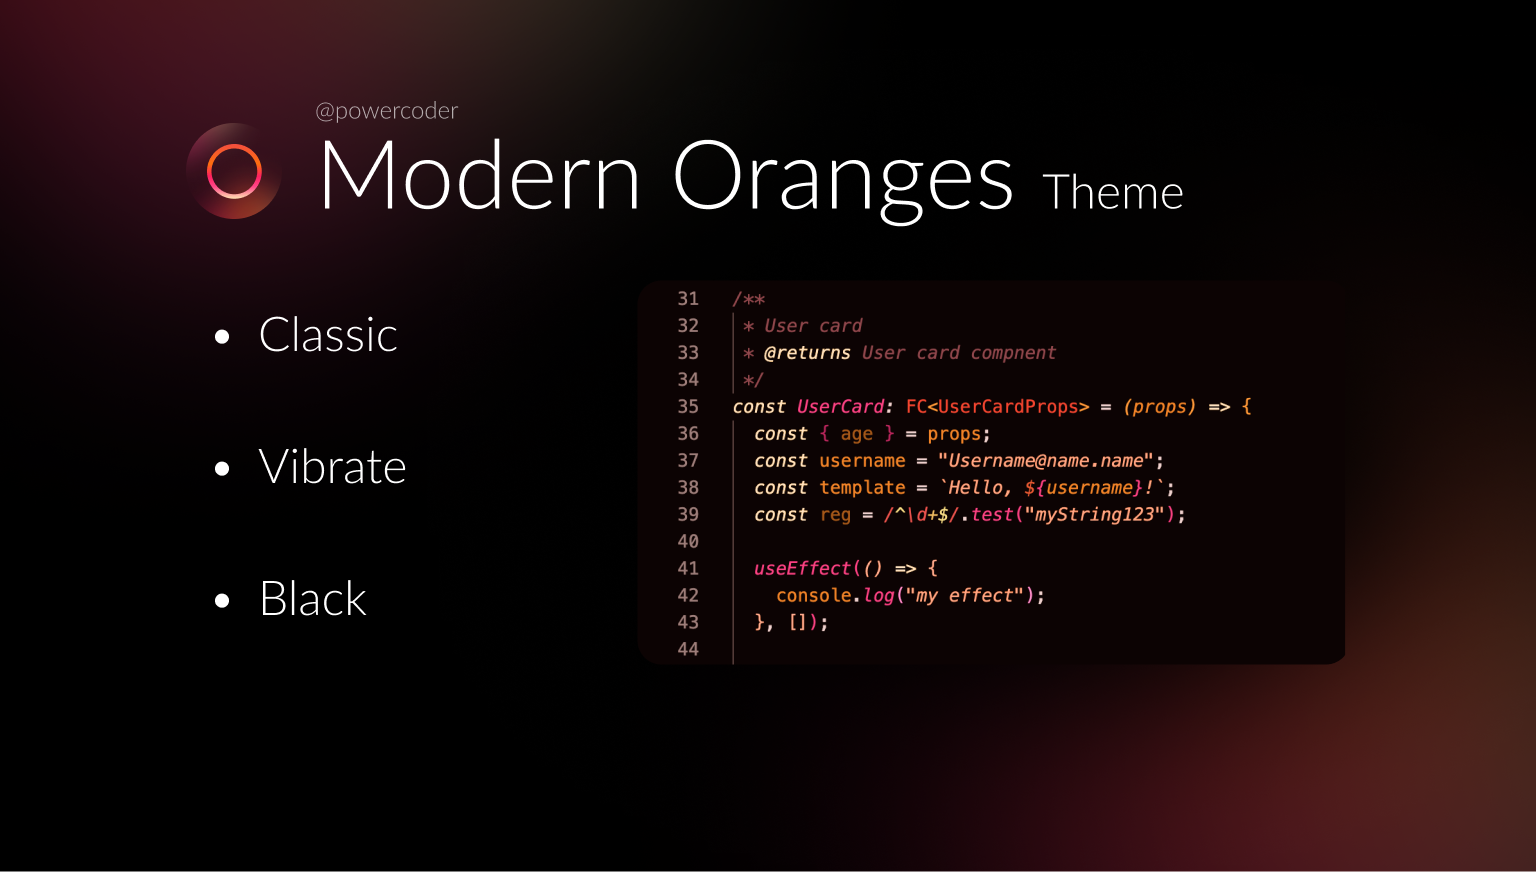 @powercoder
Modern Oranges Theme
• Classic
• Vibrate
• Black
31 /**
32  * User card
33  * @returns User card compnent
34  */
35 const UserCard: FC<UserCardProps> = (props) => {
36   const { age } = props;
37   const username = "Username@name.name";
38   const template = `Hello, ${username}!`;
39   const reg = /^\d+$/.test("myString123");
40
41   useEffect(() => {
42     console.log("my effect");
43   }, []);
44